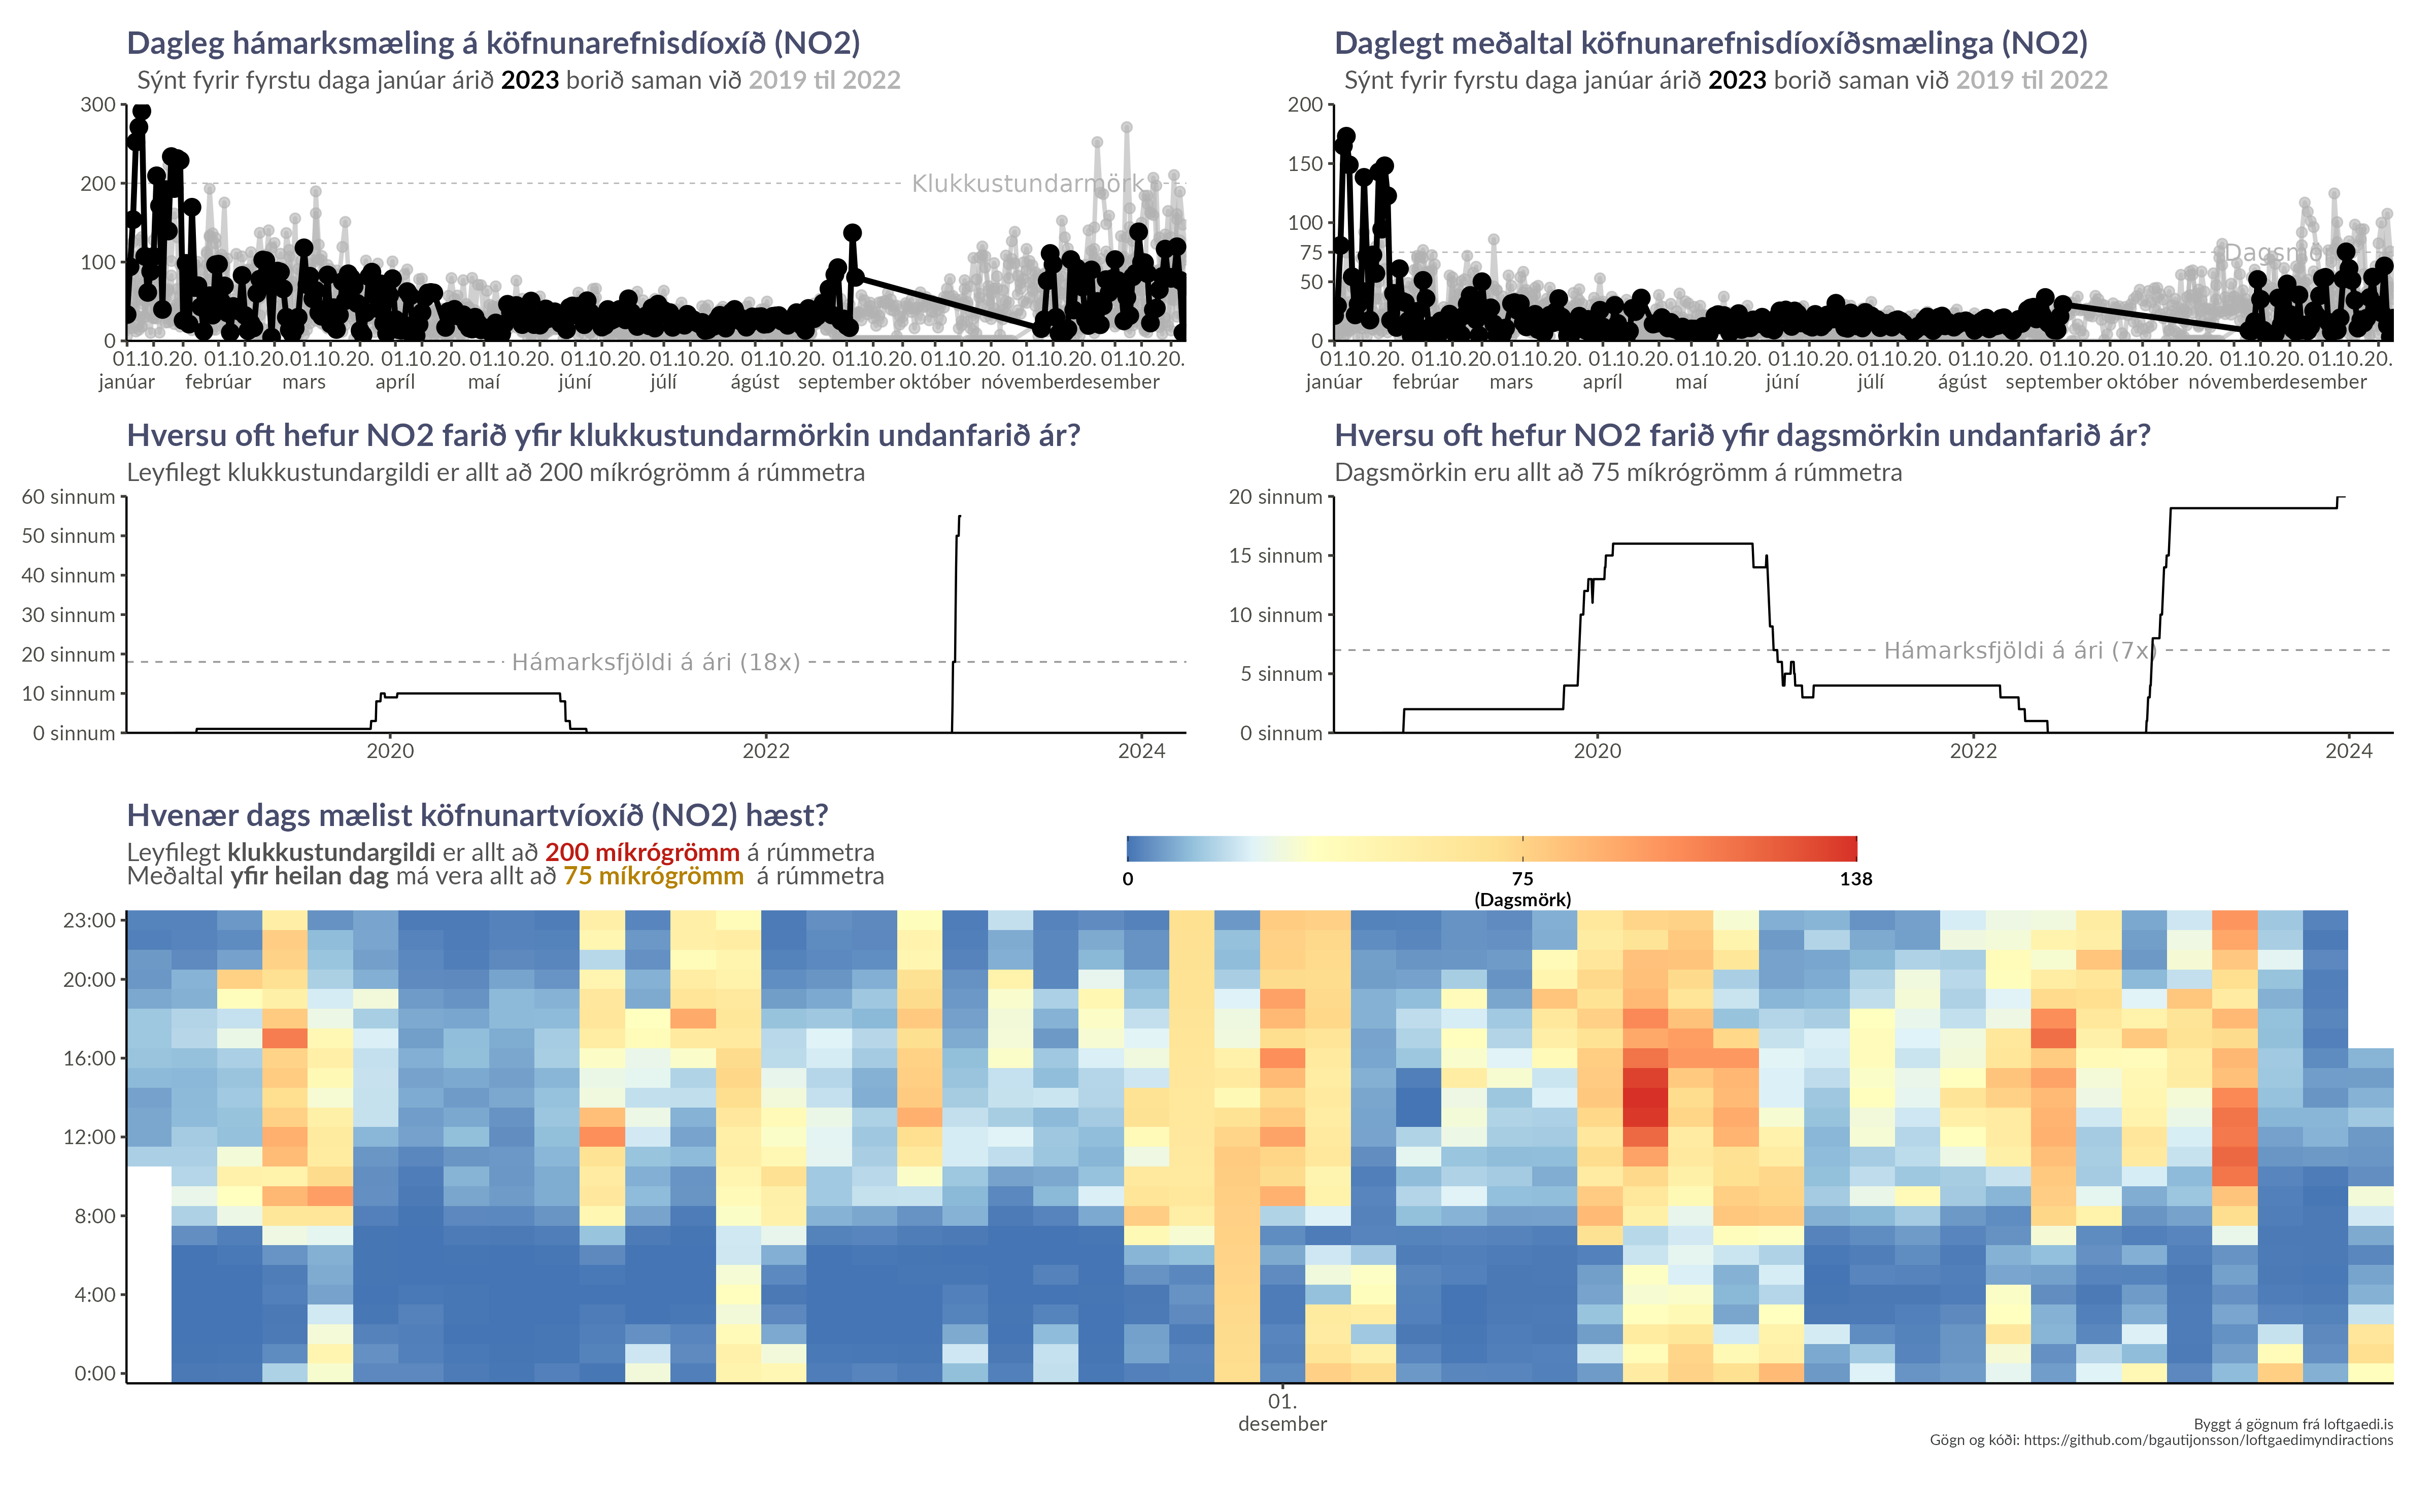 Dagleg hámarksmæling á köfnunarefnisdíoxíð (NO2)
Sýnt fyrir fyrstu daga janúar árið 2023 borið saman við 2019 til 2022
300
200
100
0
Klukkustundarmörk
01.10.20. 01.10.20. 01.10.20. 01.10.20. 01.10.20. 01.10.20. 01.10.20. 01.10.20. 01.10.20. 01.10.20. 01.10.20. 01.10.20.
janúar febrúar mars apríl maí júní júlí ágúst september október nóvember desember
Daglegt meðaltal köfnunarefnisdíoxíðsmælinga (NO2)
Sýnt fyrir fyrstu daga janúar árið 2023 borið saman við 2019 til 2022
200
150
100
75
50
0
Dagsmörk
01.10.20. 01.10.20. 01.10.20. 01.10.20. 01.10.20. 01.10.20. 01.10.20. 01.10.20. 01.10.20. 01.10.20. 01.10.20. 01.10.20.
janúar febrúar mars apríl maí júní júlí ágúst september október nóvember desember
Hversu oft hefur NO2 farið yfir klukkustundarmörkin undanfarið ár?
Leyfilegt klukkustundargildi er allt að 200 míkrógrömm á rúmmetra
60 sinnum
50 sinnum
40 sinnum
30 sinnum
20 sinnum
10 sinnum
0 sinnum
Hámarksfjöldi á ári (18x)
2020 2022 2024
Hversu oft hefur NO2 farið yfir dagsmörkin undanfarið ár?
Dagsmörkin eru allt að 75 míkrógrömm á rúmmetra
20 sinnum
15 sinnum
10 sinnum
5 sinnum
0 sinnum
Hámarksfjöldi á ári (7x)
2020 2022 2024
Hvenær dags mælist köfnunartvíoxíð (NO2) hæst?
Leyfilegt klukkustundargildi er allt að 200 míkrógrömm á rúmmetra
Meðaltal yfir heilan dag má vera allt að 75 míkrógrömm á rúmmetra
0 75 138
(Dagsmörk)
23:00
20:00
16:00
12:00
8:00
4:00
0:00
01.
desember
Byggt á gögnum frá loftgaedi.is
Gögn og kóði: https://github.com/bgautijonsson/loftgaedimyndiractions